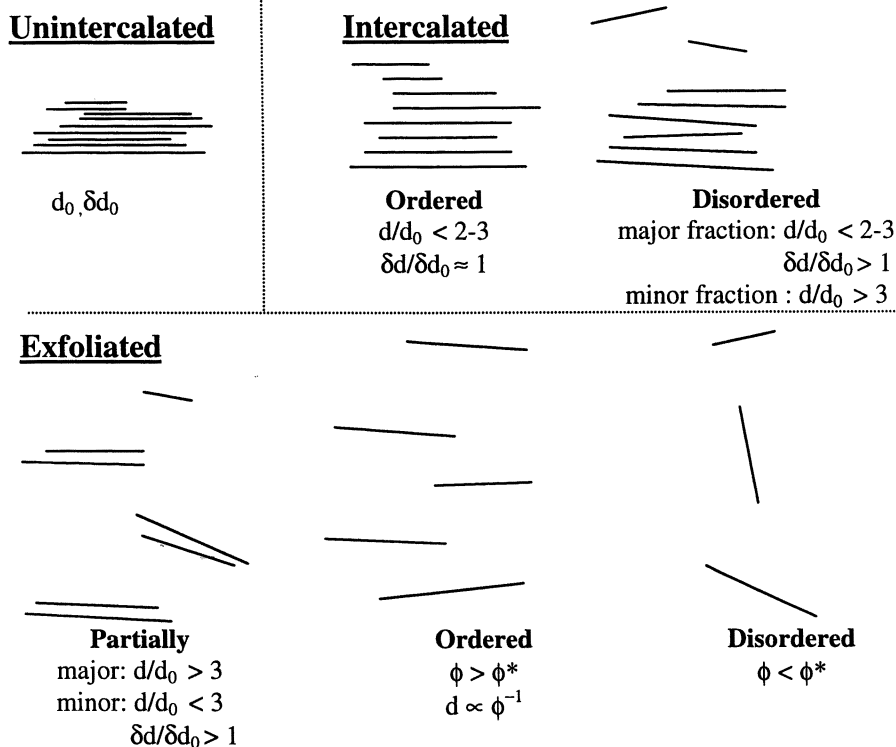 Unintercalated
d₀, δd₀
Intercalated
Ordered
d/d₀ < 2-3
δd/δd₀ ≈ 1
Disordered
major fraction: d/d₀ < 2-3
δd/δd₀ > 1
minor fraction : d/d₀ > 3
Exfoliated
Partially
major: d/d₀ > 3
minor: d/d₀ < 3
δd/δd₀ > 1
Ordered
ϕ > ϕ*
d ∝ ϕ⁻¹
Disordered
ϕ < ϕ*